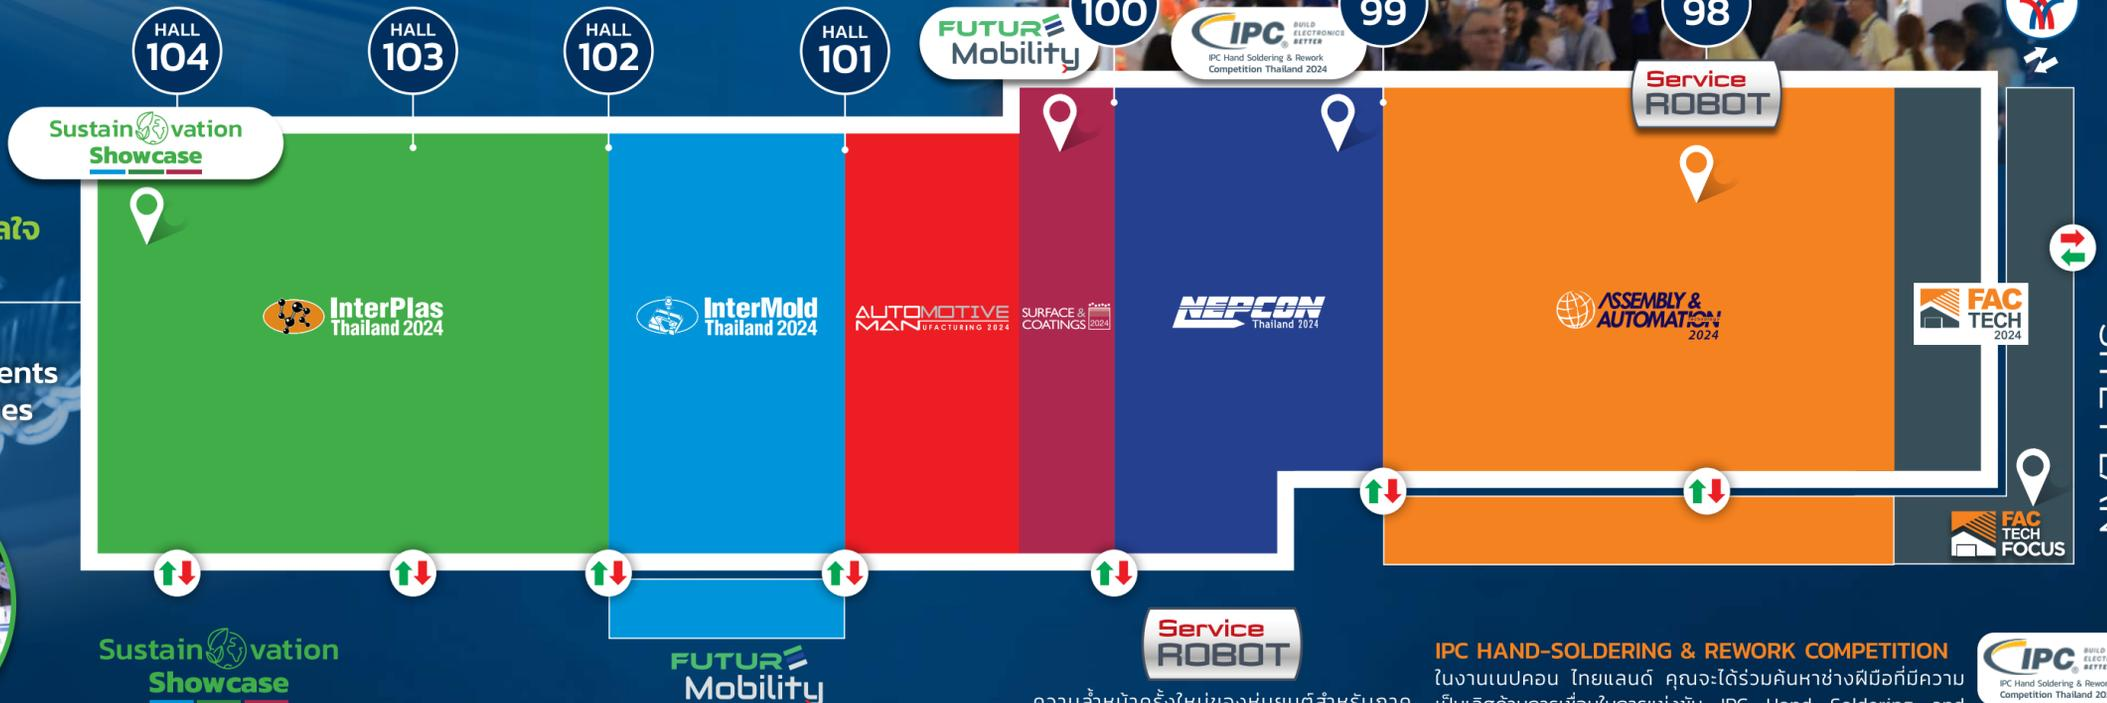 HALL
104
HALL
103
HALL
102
HALL
101
FUTURE
Mobility
100
IPC
BUILD
ELECTRONICS
BETTER
IPC Hand Soldering & Rework
Competition Thailand 2024
99
98
Service
ROBOT
Sustainovation
Showcase
ents
es
InterPlas
Thailand 2024
InterMold
Thailand 2024
AUTOMOTIVE
MANUFACTURING 2024
SURFACE &
COATINGS 2024
NEPCON
Thailand 2024
ASSEMBLY &
AUTOMATION
Technology
2024
FAC
TECH
2024
FAC
TECH
FOCUS
Sustainovation
Showcase
FUTURE
Mobility
Service
ROBOT
IPC HAND-SOLDERING & REWORK COMPETITION
ในงานเนปคอน ไทยแลนด์ คุณจะได้ร่วมค้นหาช่างฝีมือที่มีความ
IPC
BUILD
IPC Hand Soldering & Rework
Competition Thailand 20